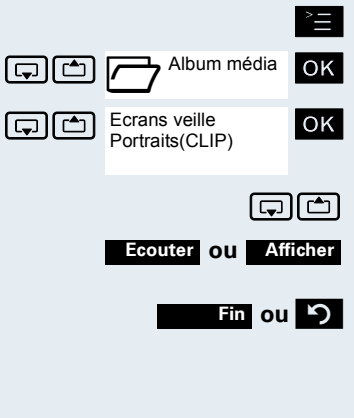 Album média OK
Ecrans veille OK
Portraits(CLIP)
Ecouter ou Afficher
Fin ou